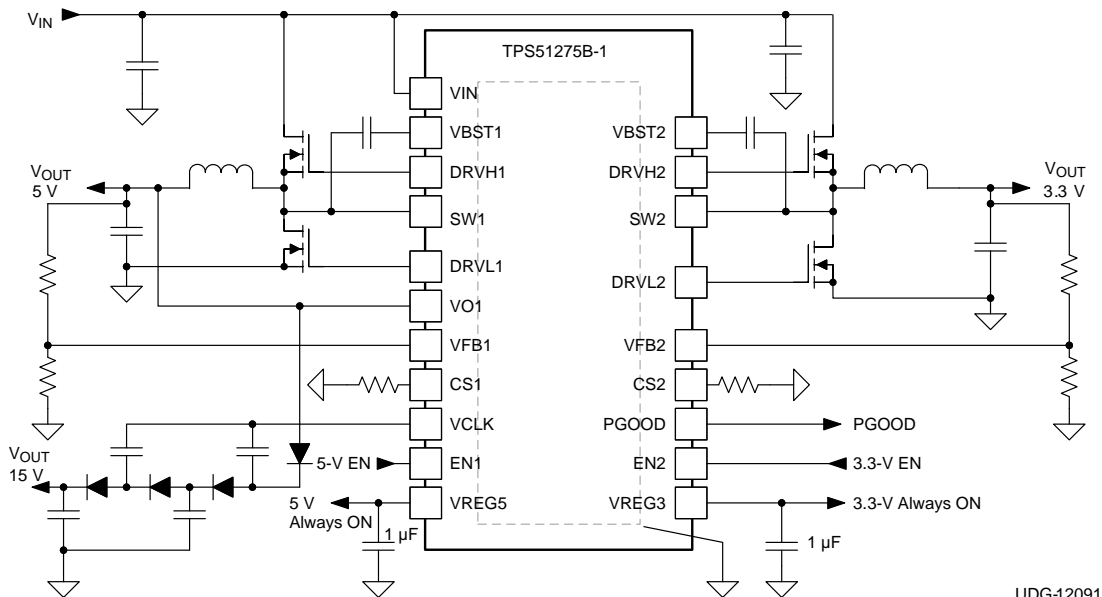 VIN
TPS51275B-1
VIN
VBST1
VBST2
DRVH1
DRVH2
VOUT
5 V
VOUT
3.3 V
SW1
SW2
DRVL1
DRVL2
VO1
VFB1
VFB2
CS1
CS2
VCLK
PGOOD
PGOOD
VOUT
15 V
5-V EN
EN1
EN2
3.3-V EN
5 V
Always ON
VREG5
VREG3
3.3-V Always ON
1 µF
1 µF
UDG-12091